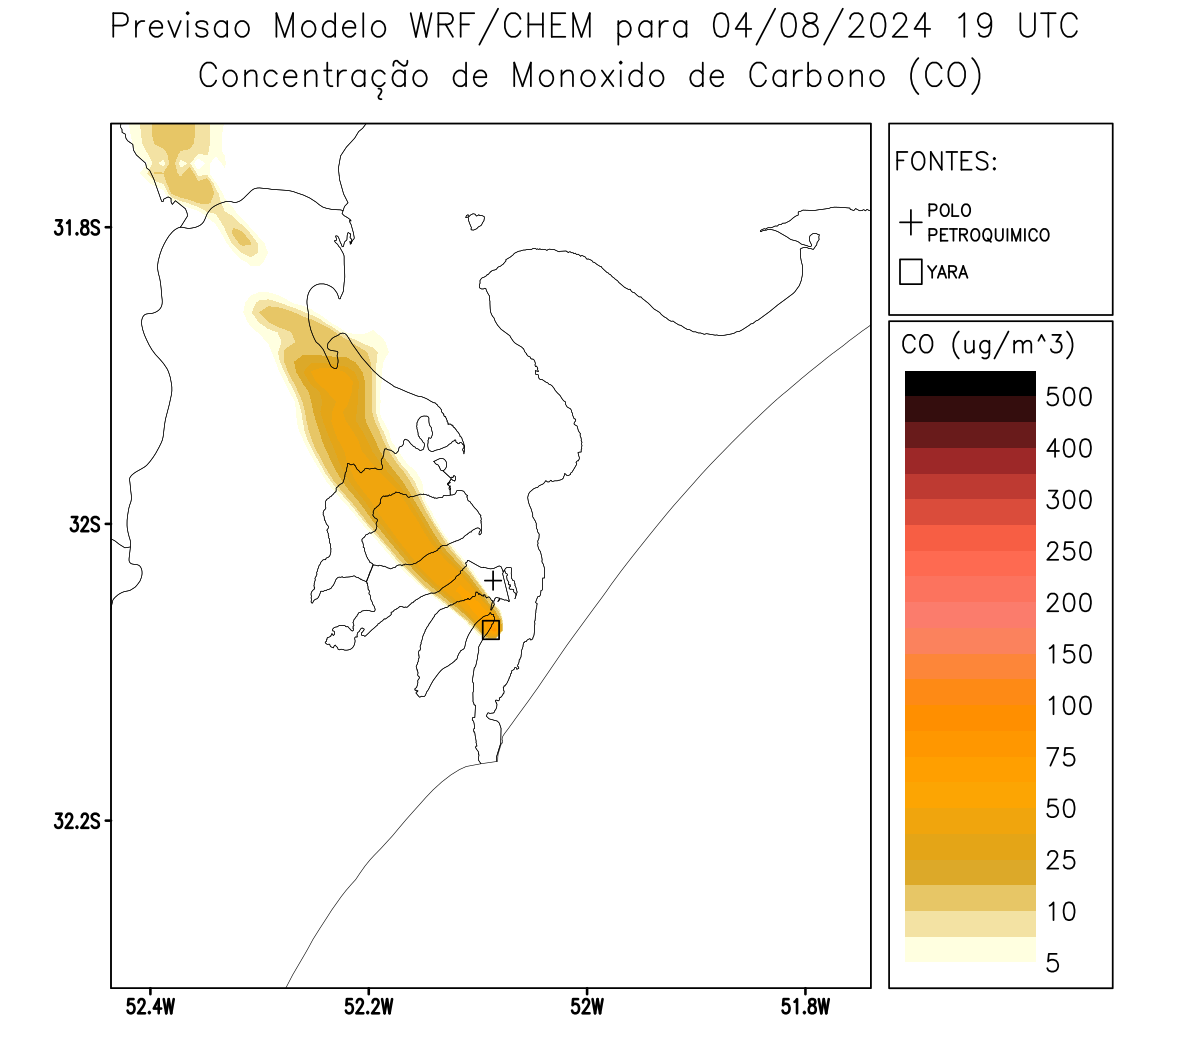 Previsao Modelo WRF/CHEM para 04/08/2024 19 UTC
Concentração de Monoxido de Carbono (CO)
FONTES:
POLO
PETROQUIMICO
YARA
CO (ug/m^3)
500
400
300
250
200
150
100
75
50
25
10
5
31.8S
32S
32.2S
52.4W
52.2W
52W
51.8W